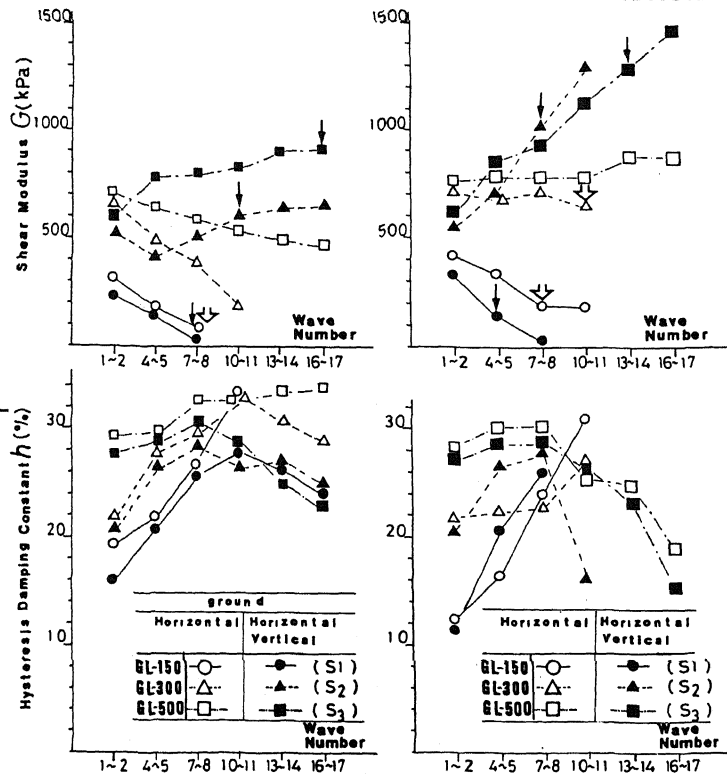 1500
1000
500
Shear Modulus G (kPa)
Wave
Number
1~2 4~5 7~8 10~11 13~14 16~17
1500
1000
500
Wave
Number
1~2 4~5 7~8 10~11 13~14 16~17
30
20
10
Hysteresis Damping Constant h (%)
ground
Horizontal Horizontal
Vertical
GL-150 (S1)
GL-300 (S2)
GL-500 (S3)
Wave
Number
1~2 4~5 7~8 10~11 13~14 16~17
30
20
10
Horizontal Horizontal
Vertical
GL-150 (S1)
GL-300 (S2)
GL-500 (S3)
Wave
Number
1~2 4~5 7~8 10~11 13~14 16~17